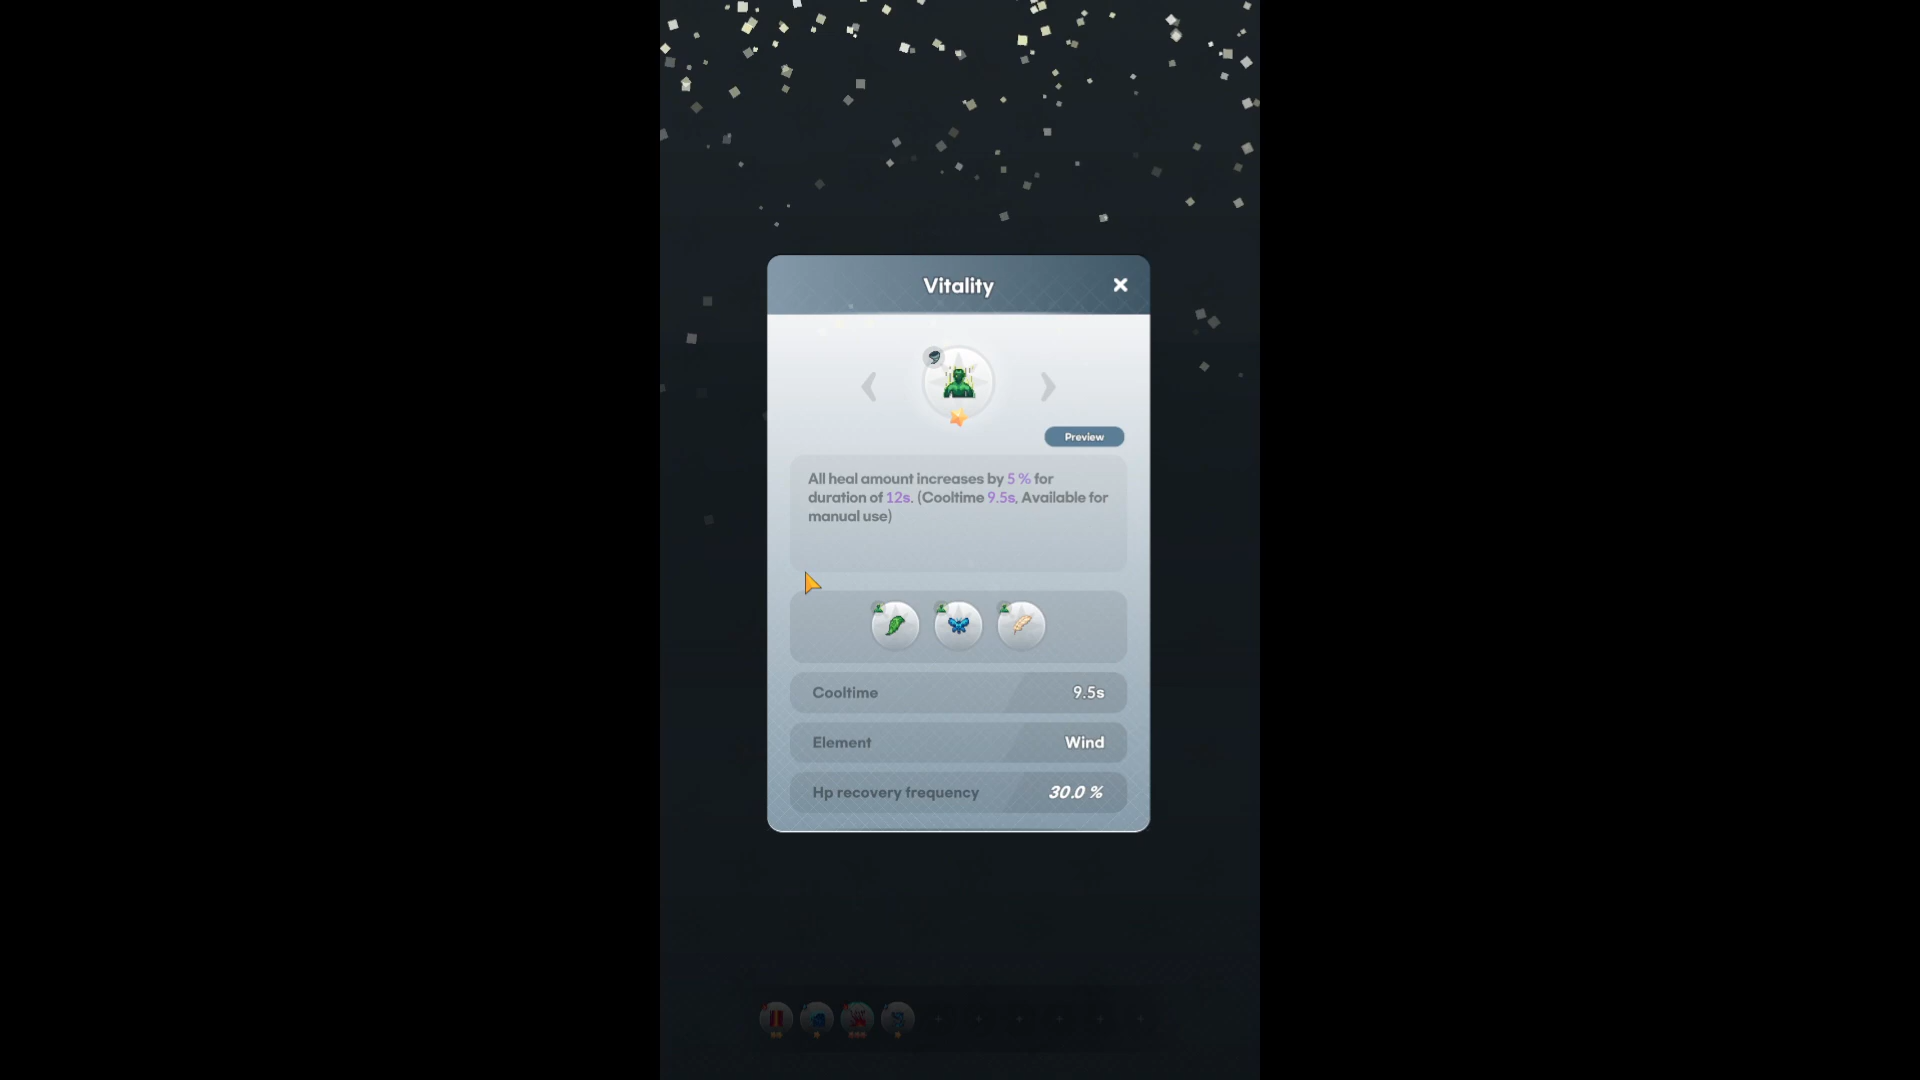 Vitality
Preview
All heal amount increases by 5 % for
duration of 12s. (Cooltime 9.5s, Available for
manual use)
Cooltime 9.5s
Element Wind
Hp recovery frequency 30.0 %